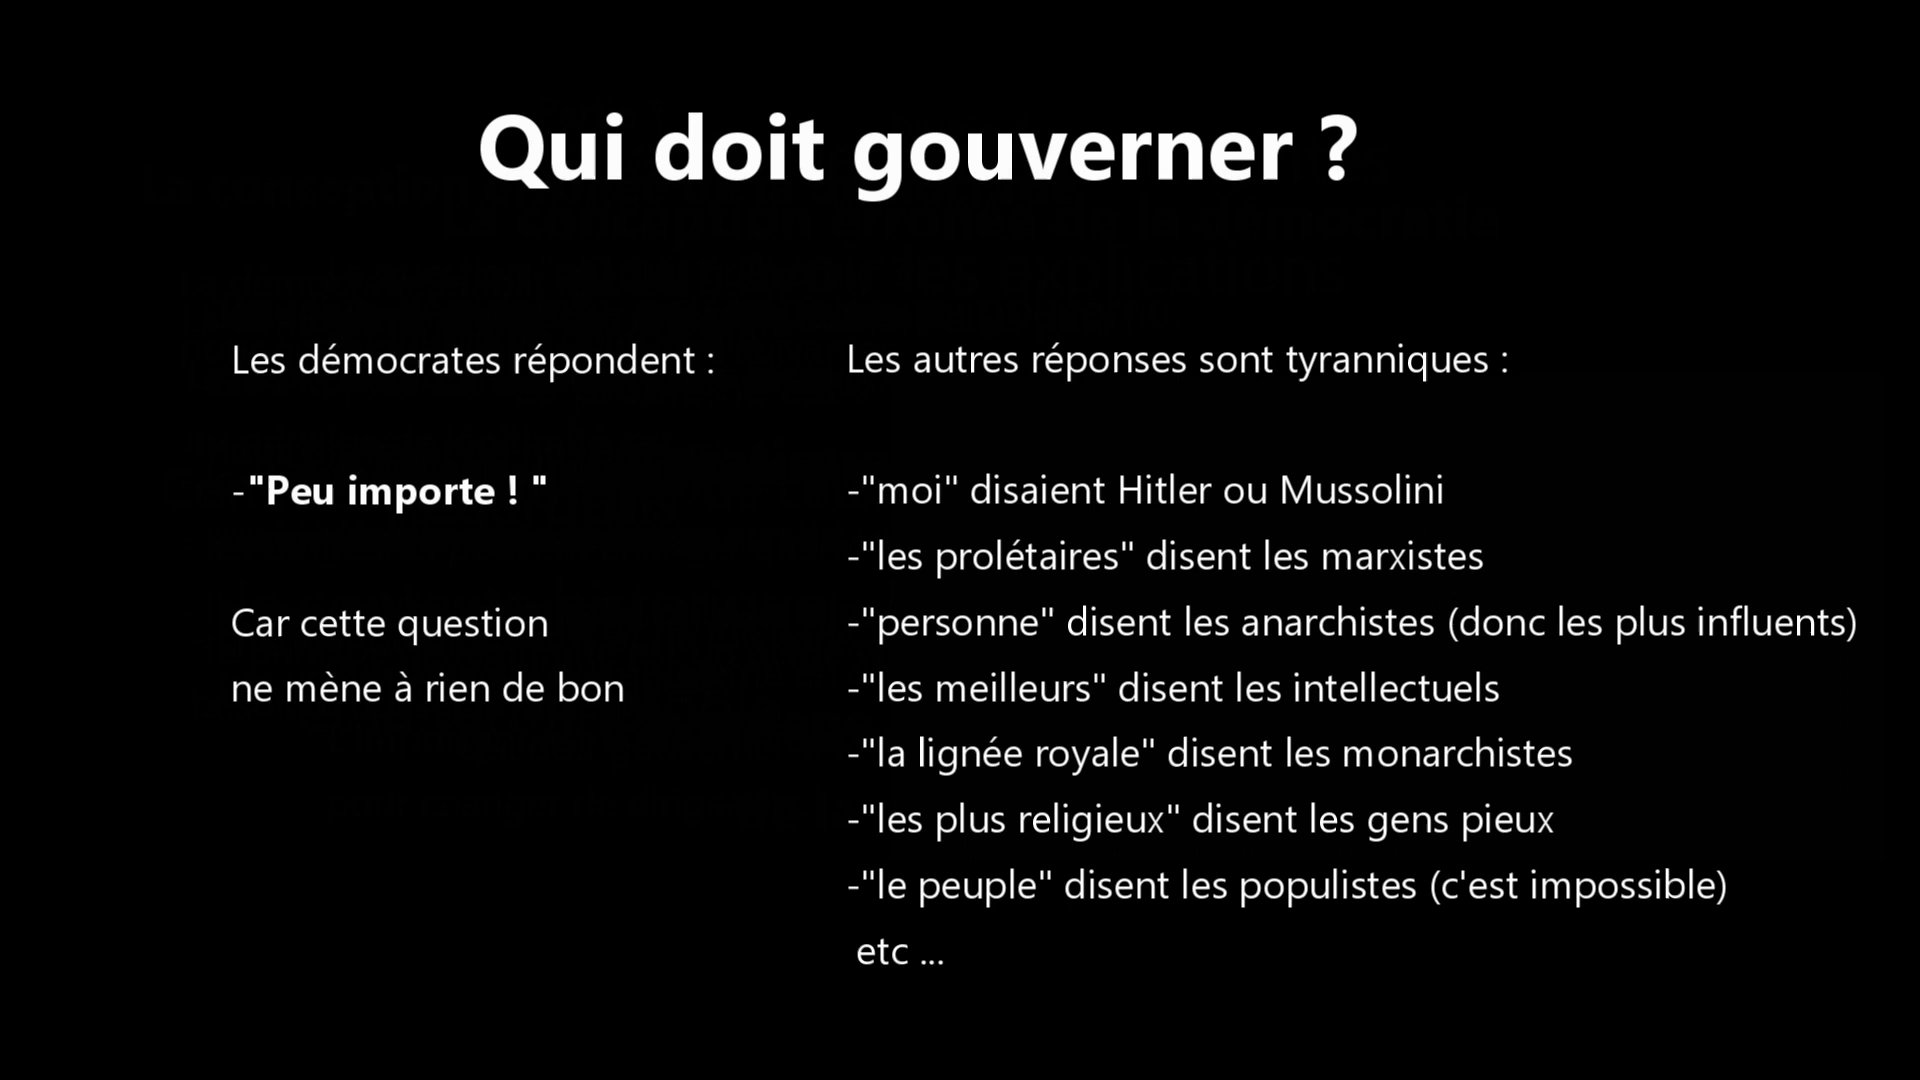 Qui doit gouverner ?
Les démocrates répondent :
-"Peu importe ! "
Car cette question
ne mène à rien de bon
Les autres réponses sont tyranniques :
-"moi" disaient Hitler ou Mussolini
-"les prolétaires" disent les marxistes
-"personne" disent les anarchistes (donc les plus influents)
-"les meilleurs" disent les intellectuels
-"la lignée royale" disent les monarchistes
-"les plus religieux" disent les gens pieux
-"le peuple" disent les populistes (c'est impossible)
etc ...